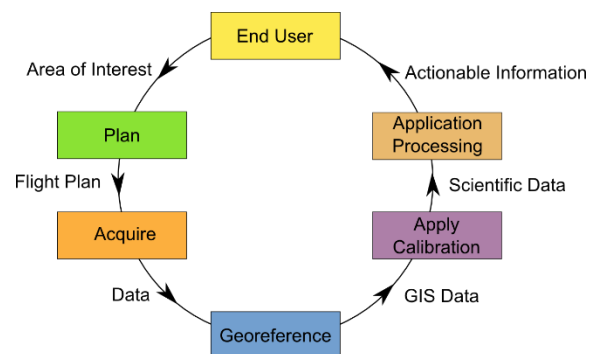 End User
Area of Interest
Actionable Information
Plan
Application
Processing
Flight Plan
Scientific Data
Acquire
Apply
Calibration
Data
GIS Data
Georeference